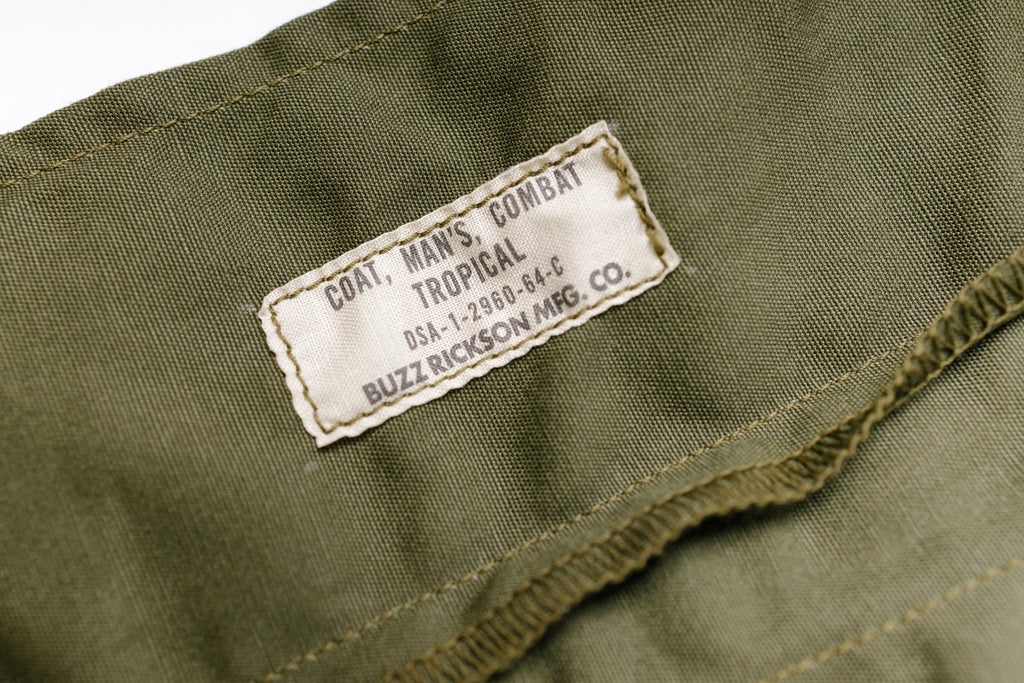 COAT, MAN'S, COMBAT
TROPICAL
DSA-1-2960-64-C
BUZZ RICKSON MFG. CO.